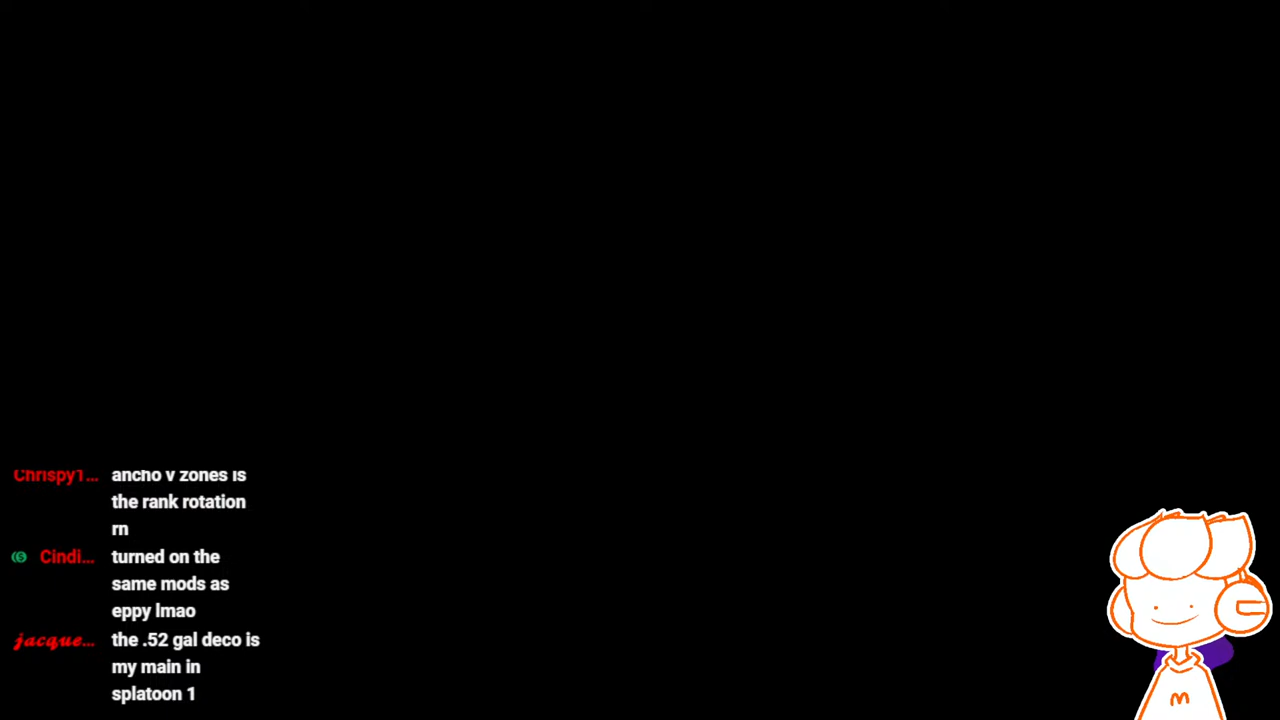 Chrispy1... ancho v zones is
the rank rotation
rn
Cindi... turned on the
same mods as
eppy lmao
jacque... the .52 gal deco is
my main in
splatoon 1
m